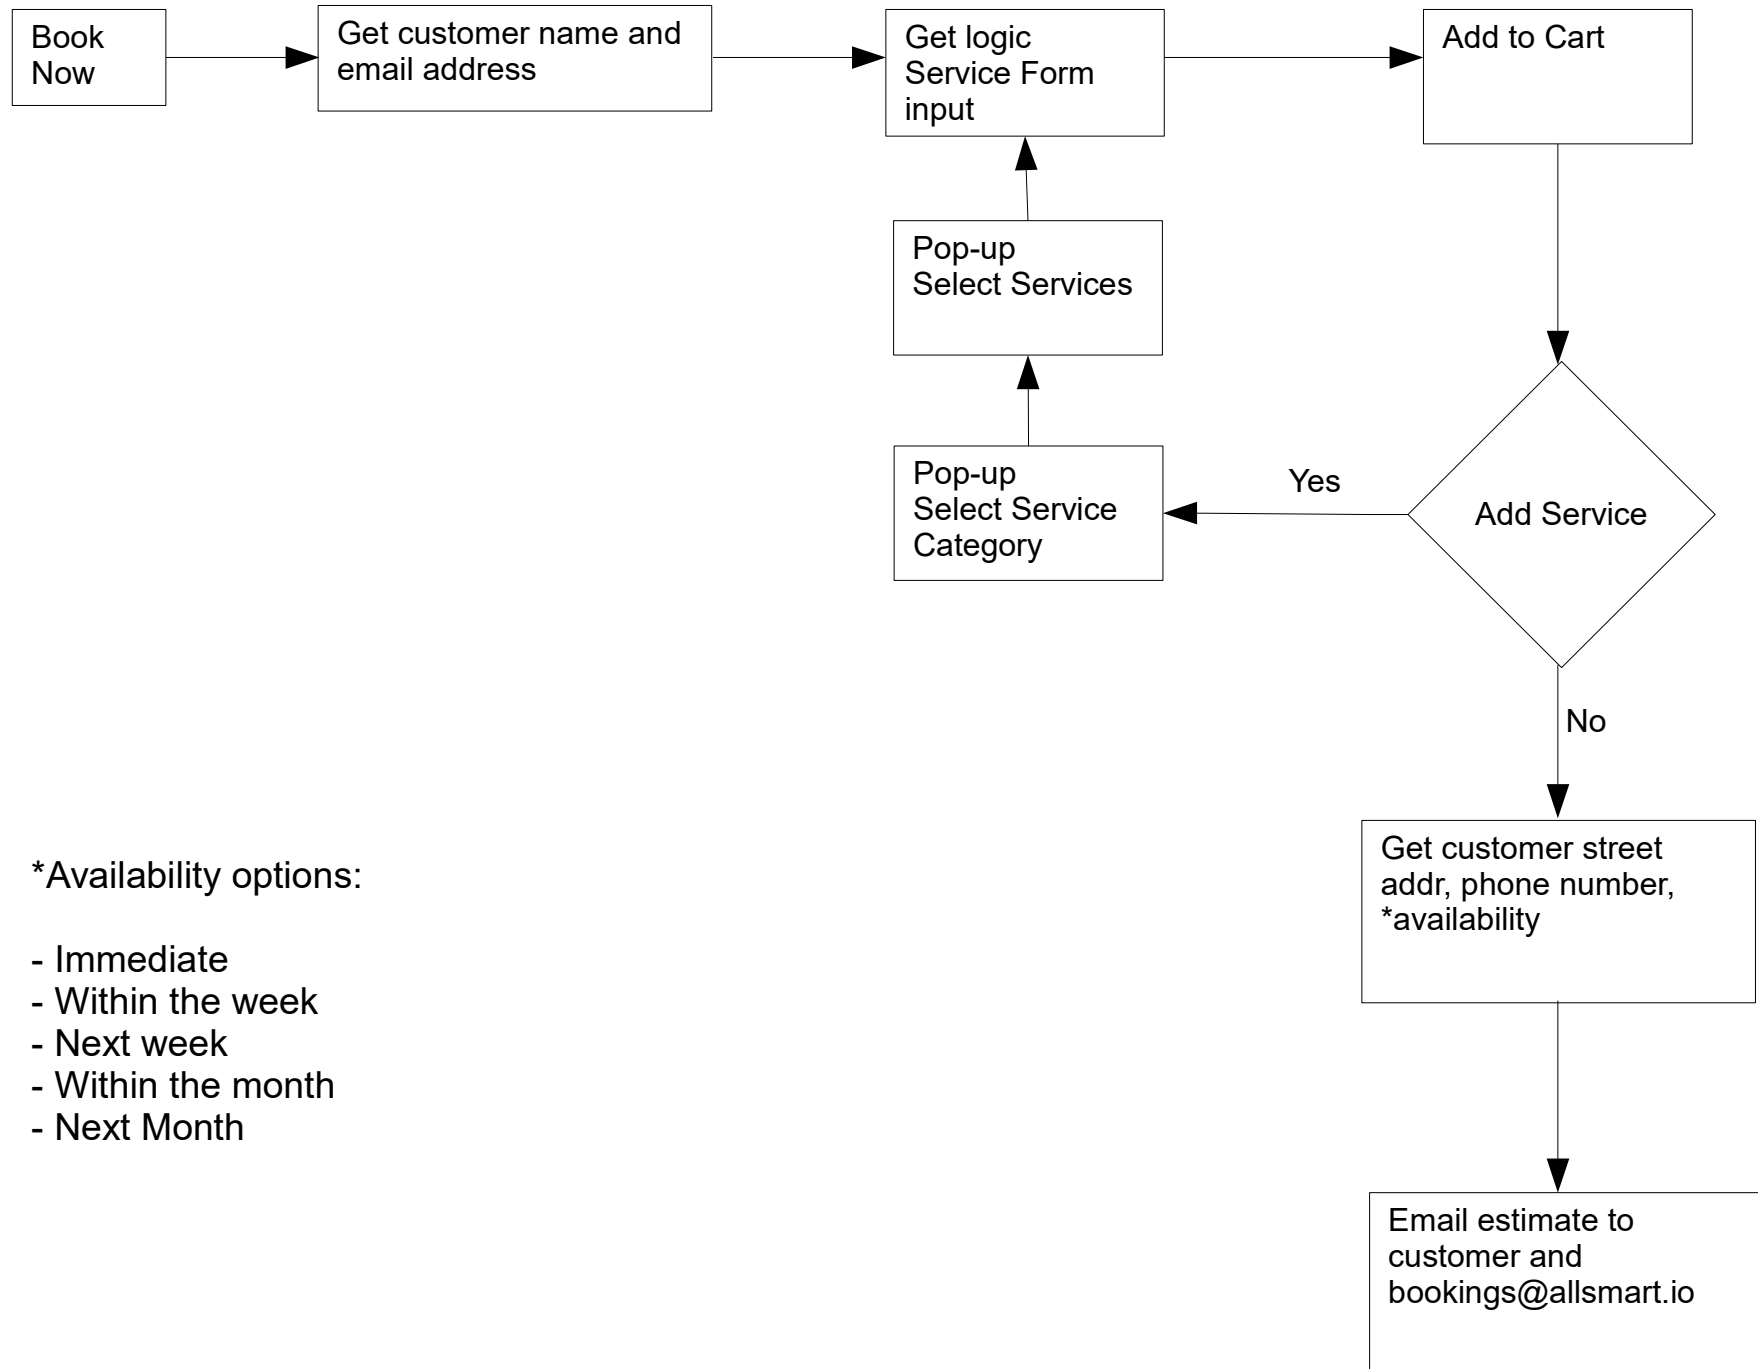 Book
Now
Get customer name and
email address
Get logic
Service Form
input
Add to Cart
Pop-up
Select Services
Pop-up
Select Service
Category
Yes
Add Service
No
Get customer street
addr, phone number,
*availability
*Availability options:
- Immediate
- Within the week
- Next week
- Within the month
- Next Month
Email estimate to
customer and
bookings@allsmart.io